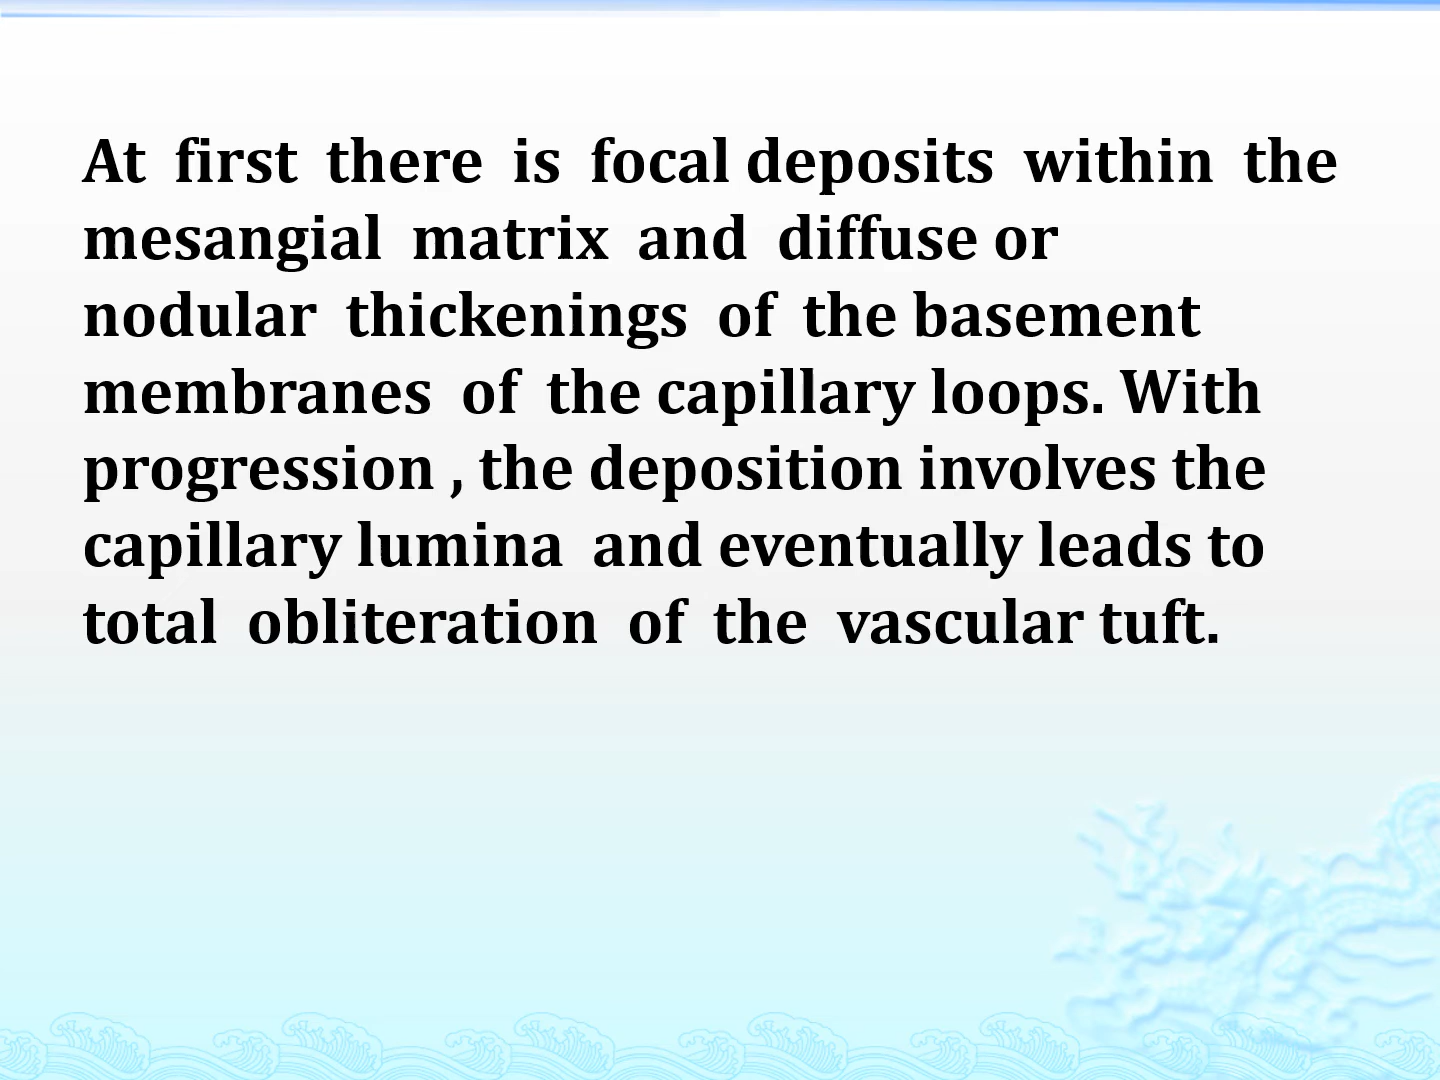 At first there is focal deposits within the
mesangial matrix and diffuse or
nodular thickenings of the basement
membranes of the capillary loops. With
progression , the deposition involves the
capillary lumina and eventually leads to
total obliteration of the vascular tuft.